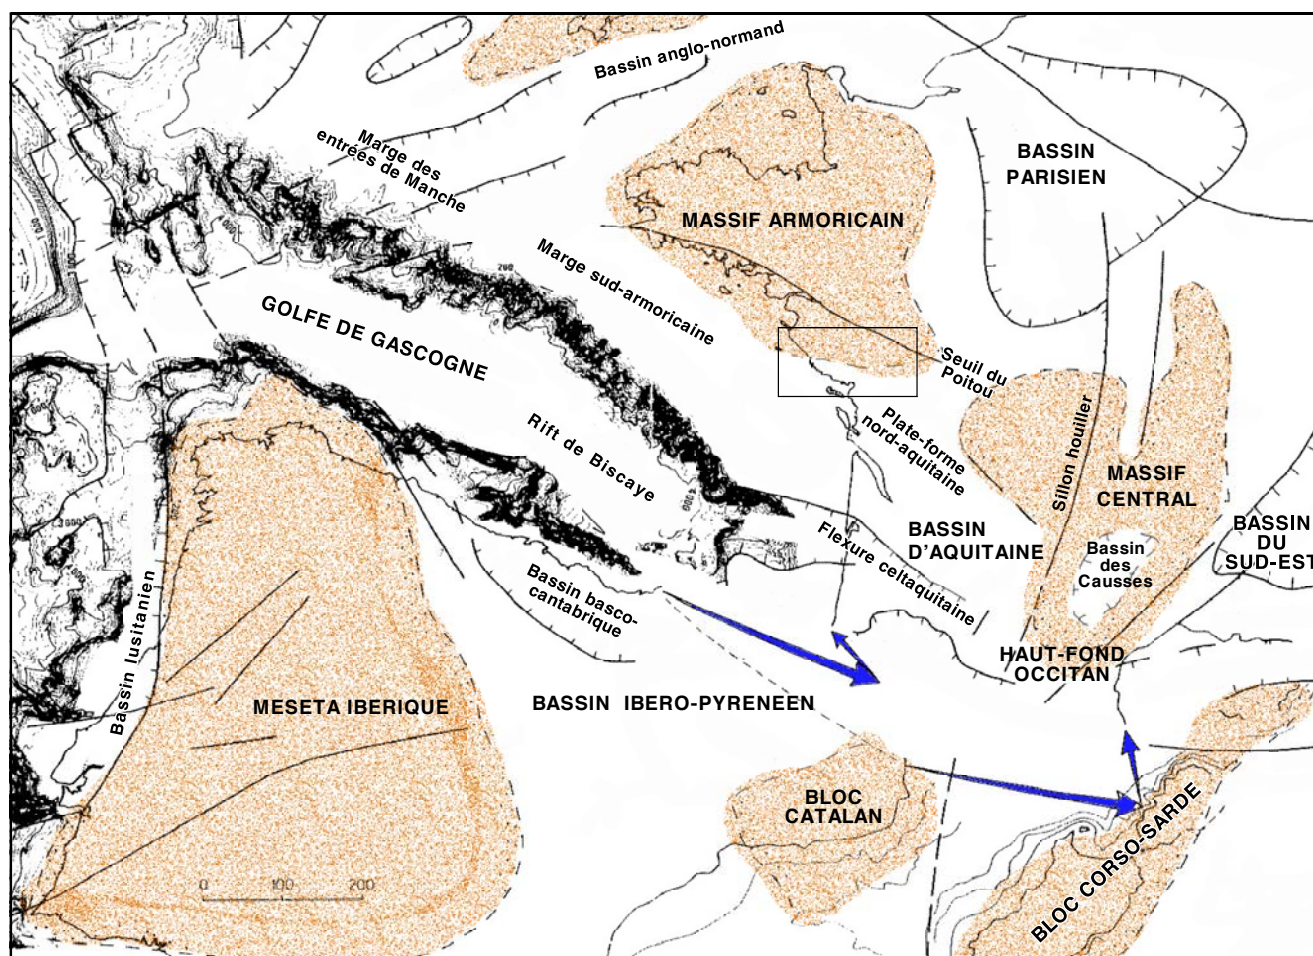 Bassin anglo-normand
Marge des
entrées de Manche
BASSIN
PARISIEN
MASSIF ARMORICAIN
Marge sud-armoricaine
200
GOLFE DE GASCOGNE
Seuil du
Poitou
Rift de Biscaye
Plate-forme
nord-aquitaine
Sillon houiller
MASSIF
CENTRAL
BASSIN
D'AQUITAINE
BASSIN
DU
SUD-EST
Bassin
des
Causses
Flexure celtaquitaine
Bassin basco-
cantabrique
Bassin lusitanien
HAUT-FOND
OCCITAN
MESETA IBERIQUE
BASSIN IBERO-PYRENEEN
BLOC
CATALAN
BLOC CORSO-SARDE
0 100 200